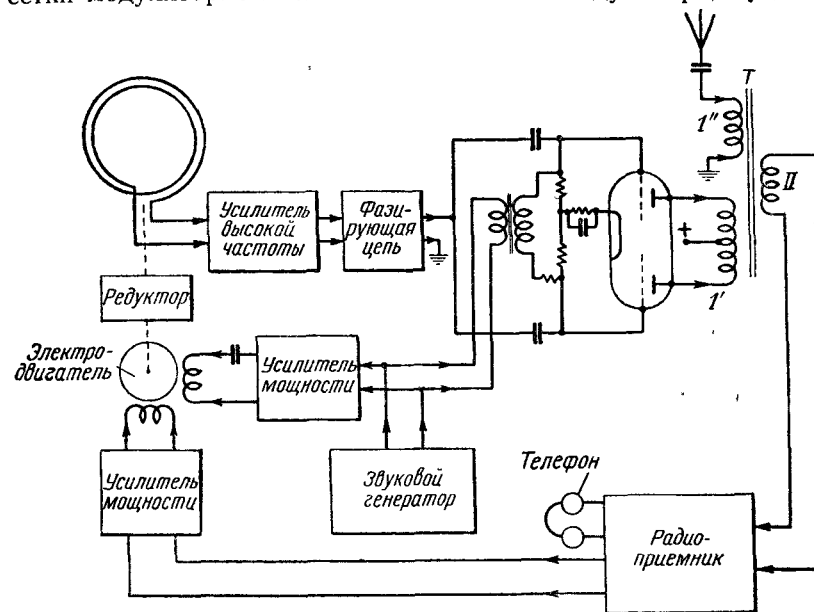 T
1"
II
Усилитель
высокой
частоты
Фази-
рующая
цепь
+
1'
Редуктор
Электро-
двигатель
Усилитель
мощности
Усилитель
мощности
Звуковой
генератор
Телефон
Радио-
приемник